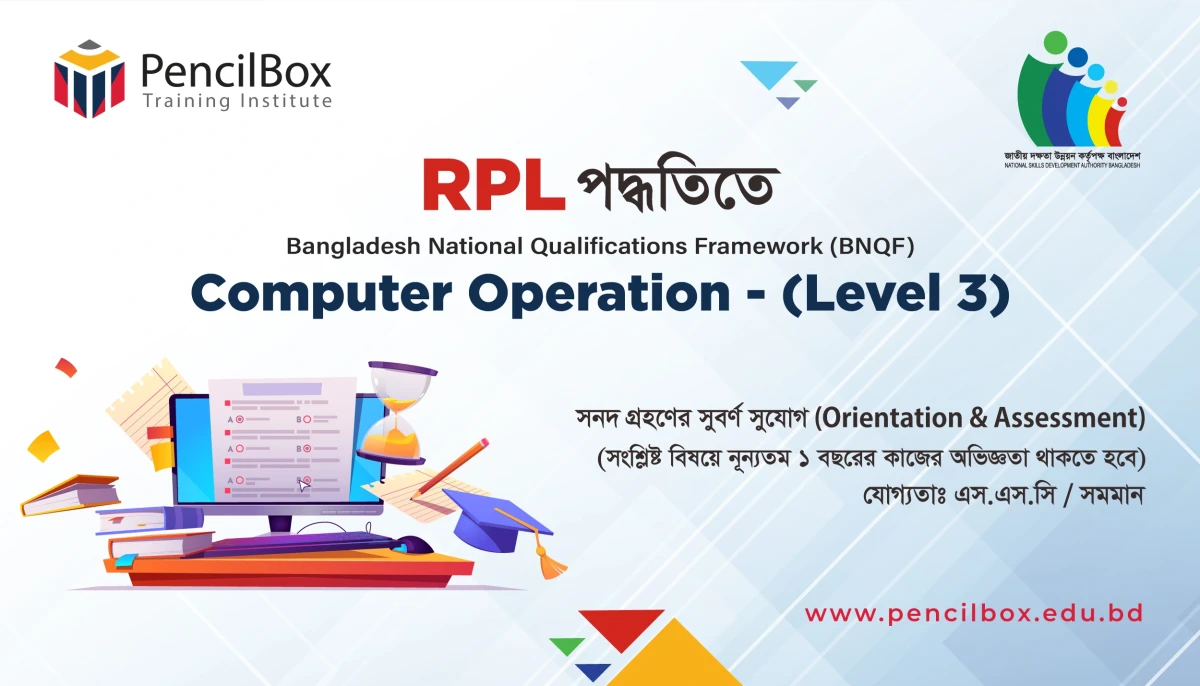 PencilBox
Training Institute
জাতীয় দক্ষতা উন্নয়ন কর্তৃপক্ষ বাংলাদেশ
NATIONAL SKILLS DEVELOPMENT AUTHORITY BANGLADESH
RPL পদ্ধতিতে
Bangladesh National Qualifications Framework (BNQF)
Computer Operation - (Level 3)
A B
A B
A B
সনদ গ্রহণের সুবর্ণ সুযোগ (Orientation & Assessment)
(সংশ্লিষ্ট বিষয়ে নূন্যতম ১ বছরের কাজের অভিজ্ঞতা থাকতে হবে)
যোগ্যতাঃ এস.এস.সি / সমমান
www.pencilbox.edu.bd